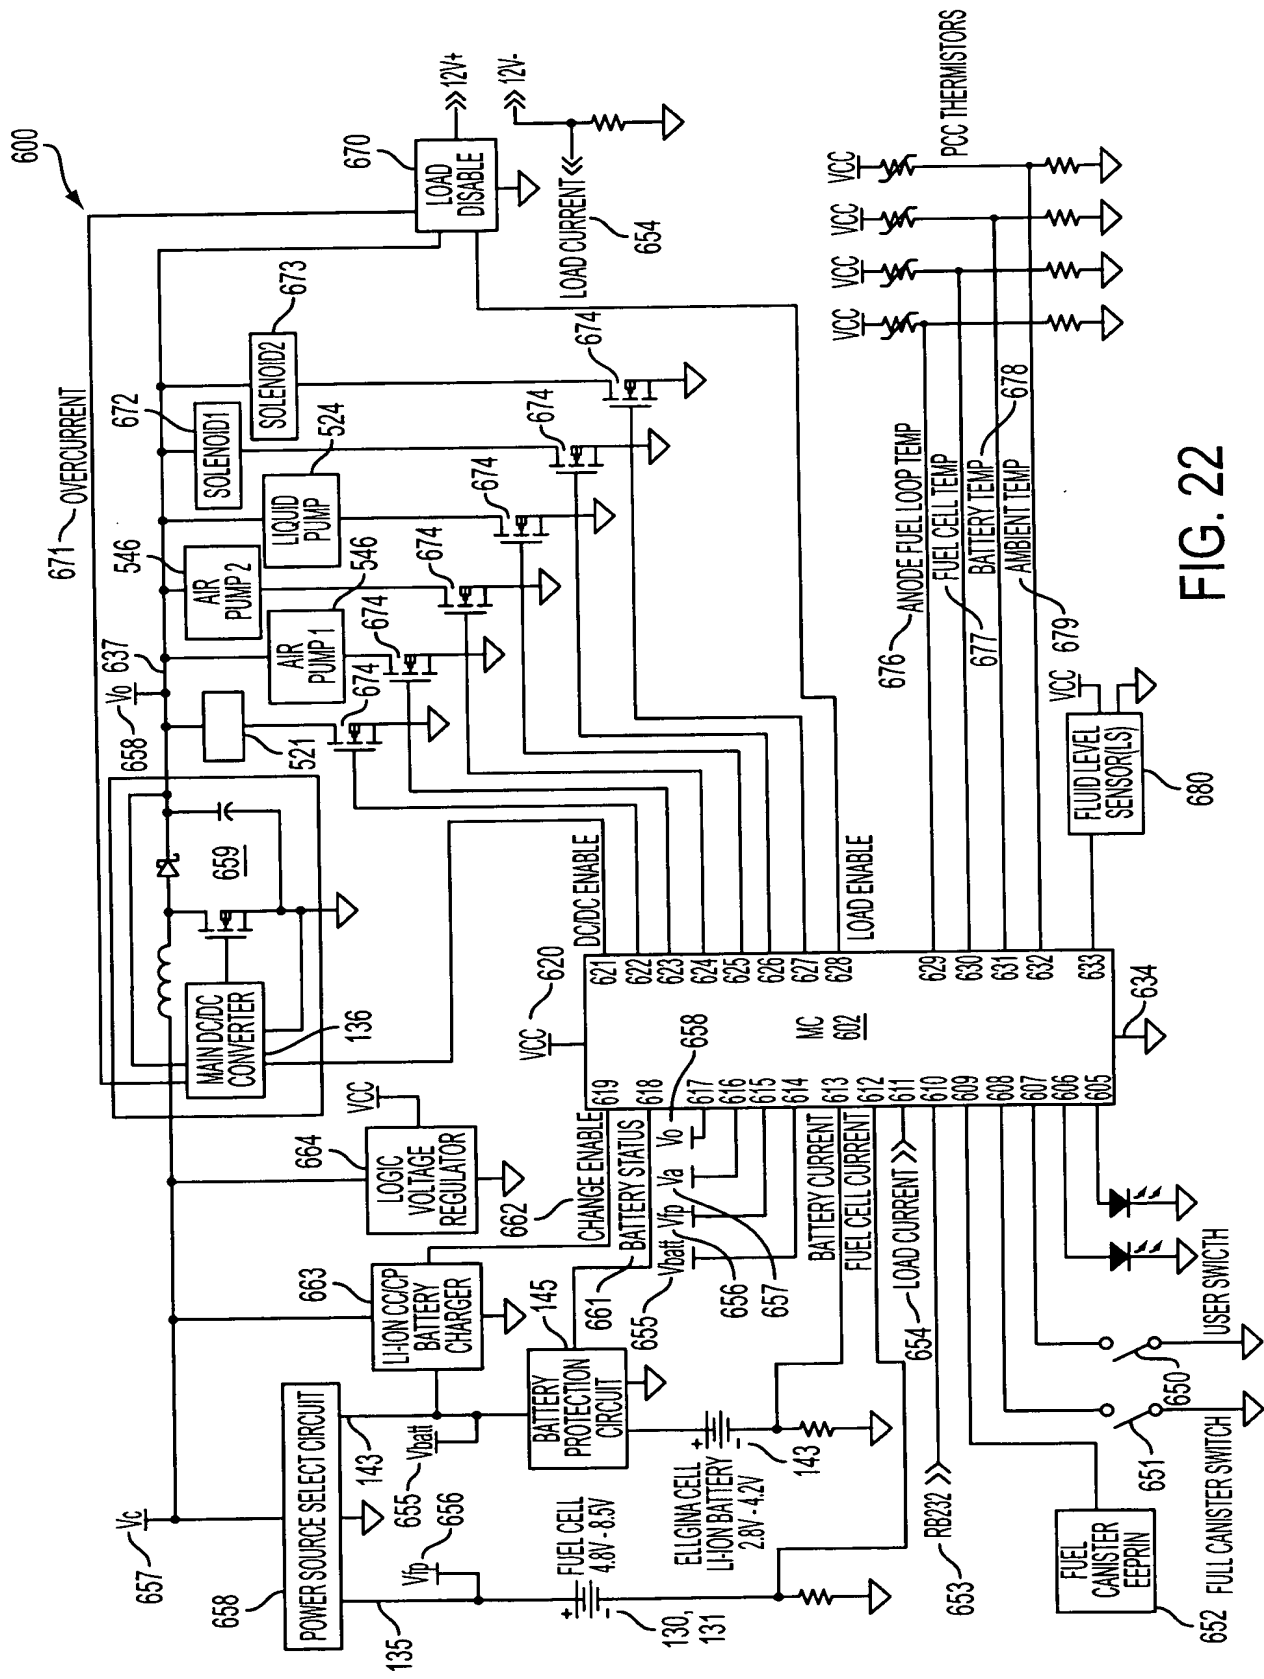 600
671
OVERCURRENT
Vc
657
658
POWER SOURCE SELECT CIRCUIT
135
143
Vbatt
655
656
Vfp
FUEL CELL
4.8V - 8.5V
130,
131
663
LI-ION CC/CP
BATTERY
CHARGER
145
BATTERY
PROTECTION
CIRCUIT
ELLGINA CELL
LI-ION BATTERY
2.8V - 4.2V
143
664
LOGIC
VOLTAGE
REGULATOR
VCC
MAIN DC/DC
CONVERTER
136
659
658
Vo
637
521
674
546
AIR
PUMP 1
546
AIR
PUMP 2
674
674
LIQUID
PUMP
524
674
672
SOLENOID1
674
SOLENOID2
673
674
670
LOAD
DISABLE
12V+
12V-
LOAD CURRENT
654
662
CHANGE ENABLE
661
BATTERY STATUS
655
Vbatt
656
Vfp
657
Va
658
Vo
BATTERY CURRENT
FUEL CELL CURRENT
654
LOAD CURRENT
653
RB232
620
VCC
MC
602
619
618
617
616
615
614
613
612
611
610
609
608
607
606
605
621
622
623
624
625
626
627
628
629
630
631
632
633
634
DC/DC ENABLE
LOAD ENABLE
676
ANODE FUEL LOOP TEMP
FUEL CELL TEMP
677
BATTERY TEMP
678
AMBIENT TEMP
679
VCC
VCC
VCC
VCC
PCC THERMISTORS
FLUID LEVEL
SENSOR(LS)
VCC
680
FUEL
CANISTER
EEPRIN
652
FULL CANISTER SWITCH
651
650
USER SWICTH
FIG. 22